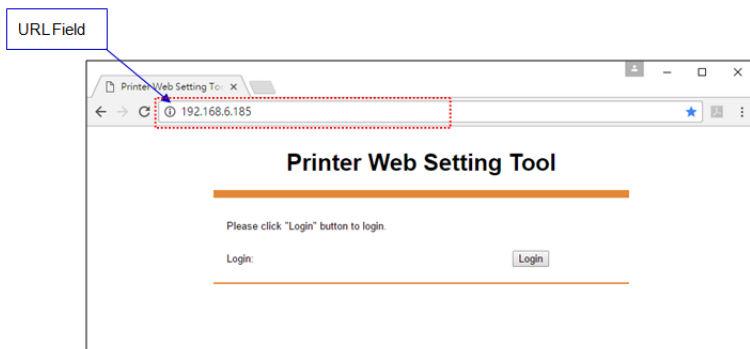 URL Field
Printer Web Setting To
192.168.6.185
Printer Web Setting Tool
Please click "Login" button to login.
Login:
Login